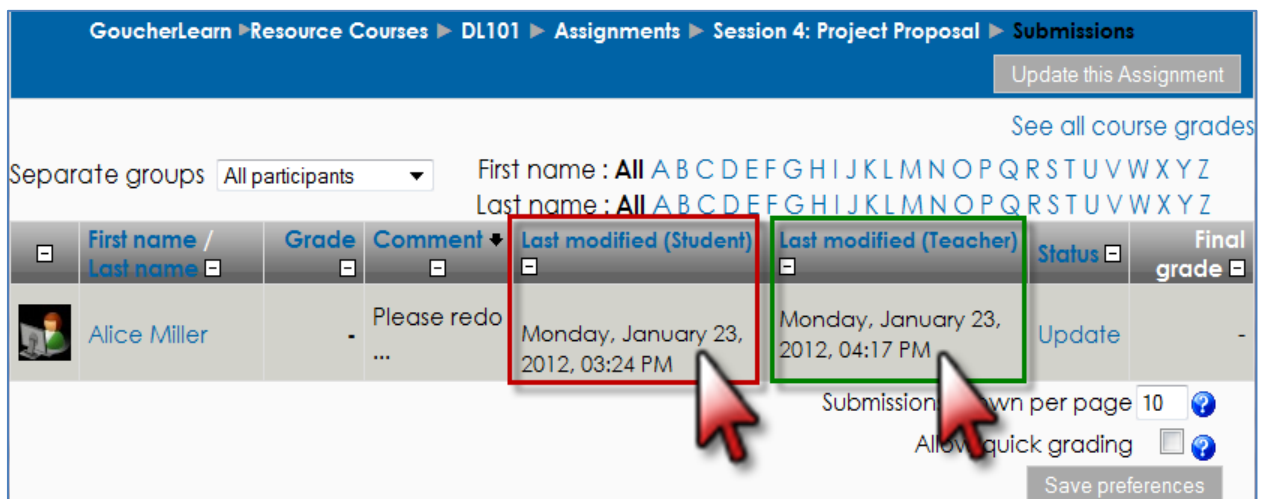 GoucherLearn ▶Resource Courses ▶ DL101 ▶ Assignments ▶ Session 4: Project Proposal ▶ Submissions
Update this Assignment
See all course grades
Separate groups All participants
First name : All A B C D E F G H I J K L M N O P Q R S T U V W X Y Z
Last name : All A B C D E F G H I J K L M N O P Q R S T U V W X Y Z
First name / Last name Grade Comment Last modified (Student) Last modified (Teacher) Status Final grade
Alice Miller - Please redo ... Monday, January 23, 2012, 03:24 PM Monday, January 23, 2012, 04:17 PM Update -
per page 10
quick grading
Save preferences